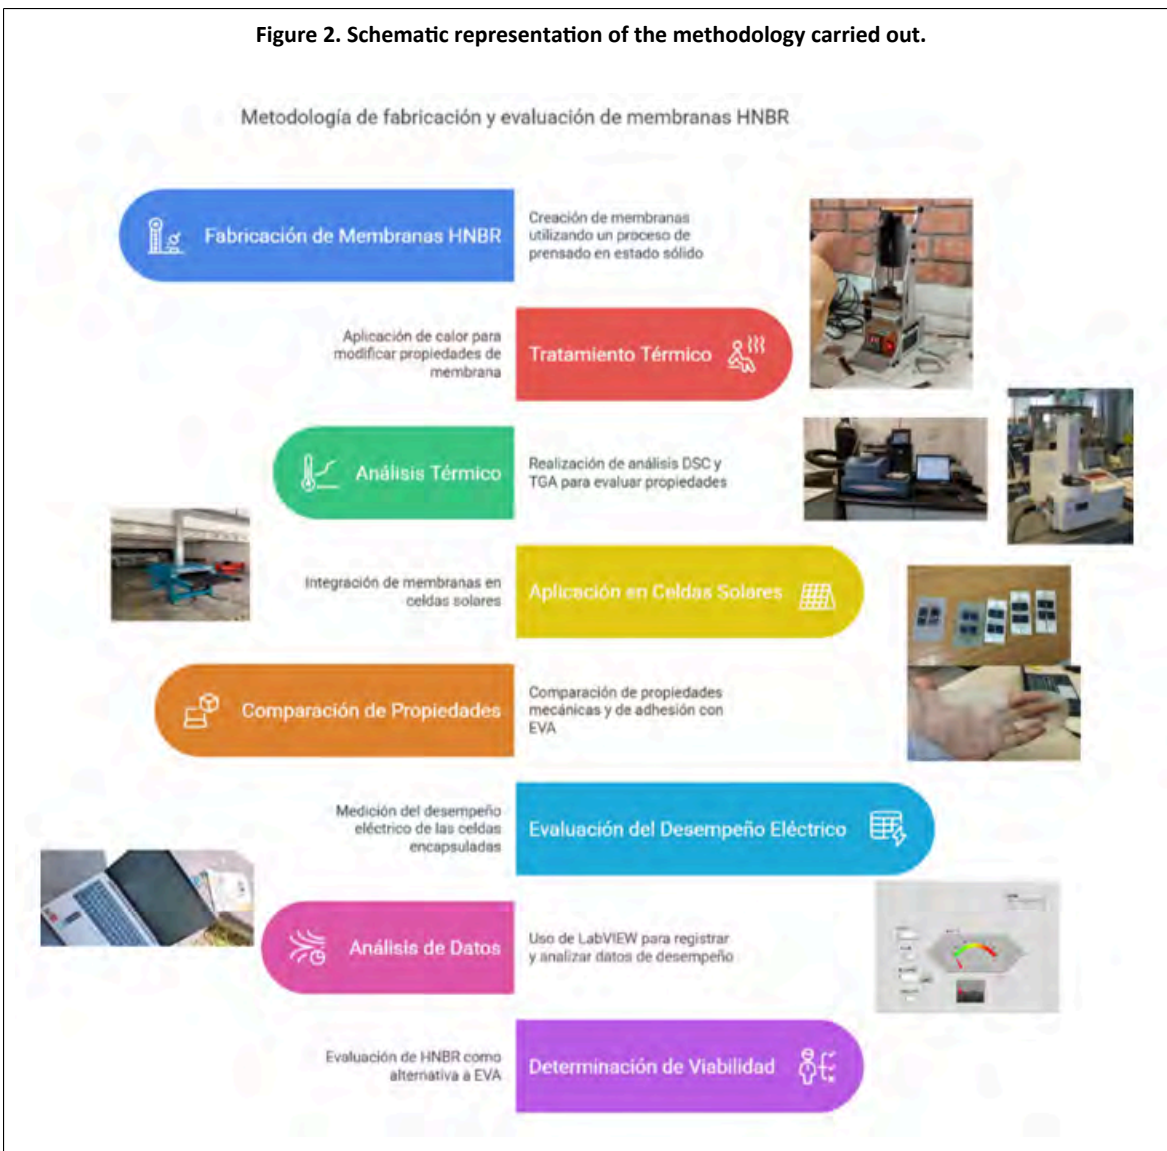 Figure 2. Schematic representation of the methodology carried out.
Metodología de fabricación y evaluación de membranas HNBR
Fabricación de Membranas HNBR
Creación de membranas
utilizando un proceso de
prensado en estado sólido
Aplicación de calor para
modificar propiedades de
membrana
Tratamiento Térmico
Análisis Térmico
Realización de análisis DSC y
TGA para evaluar propiedades
Integración de membranas en
celdas solares
Aplicación en Celdas Solares
Comparación de Propiedades
Comparación de propiedades
mecánicas y de adhesión con
EVA
Medición del desempeño
eléctrico de las celdas
encapsuladas
Evaluación del Desempeño Eléctrico
Análisis de Datos
Uso de LabVIEW para registrar
y analizar datos de desempeño
Evaluación de HNBR como
alternativa a EVA
Determinación de Viabilidad